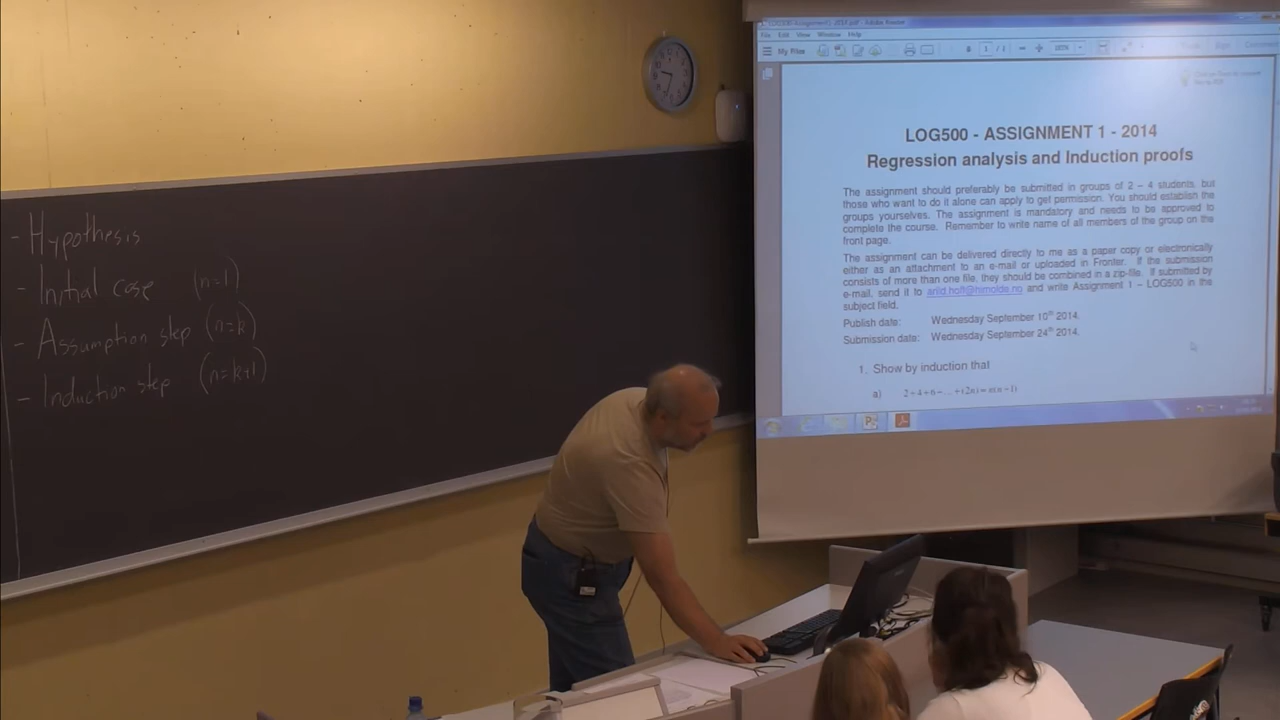 - Hypothesis
- Initial case (n=1)
- Assumption step (n=k)
- Induction step (n=k+1)
File Edit View Window Help
My Files
LOG500 - ASSIGNMENT 1 - 2014
Regression analysis and Induction proofs
The assignment should preferably be submitted in groups of 2 – 4 students, but
those who want to do it alone can apply to get permission. You should establish the
groups yourselves. The assignment is mandatory and needs to be approved to
complete the course. Remember to write name of all members of the group on the
front page.
The assignment can be delivered directly to me as a paper copy or electronically
either as an attachment to an e-mail or uploaded in Fronter. If the submission
consists of more than one file, they should be combined in a zip-file. If submitted by
e-mail, send it to arild.hoff@himolde.no and write Assignment 1 – LOG500 in the
subject field.
Publish date: Wednesday September 10th 2014.
Submission date: Wednesday September 24th 2014.
1. Show by induction that
a)